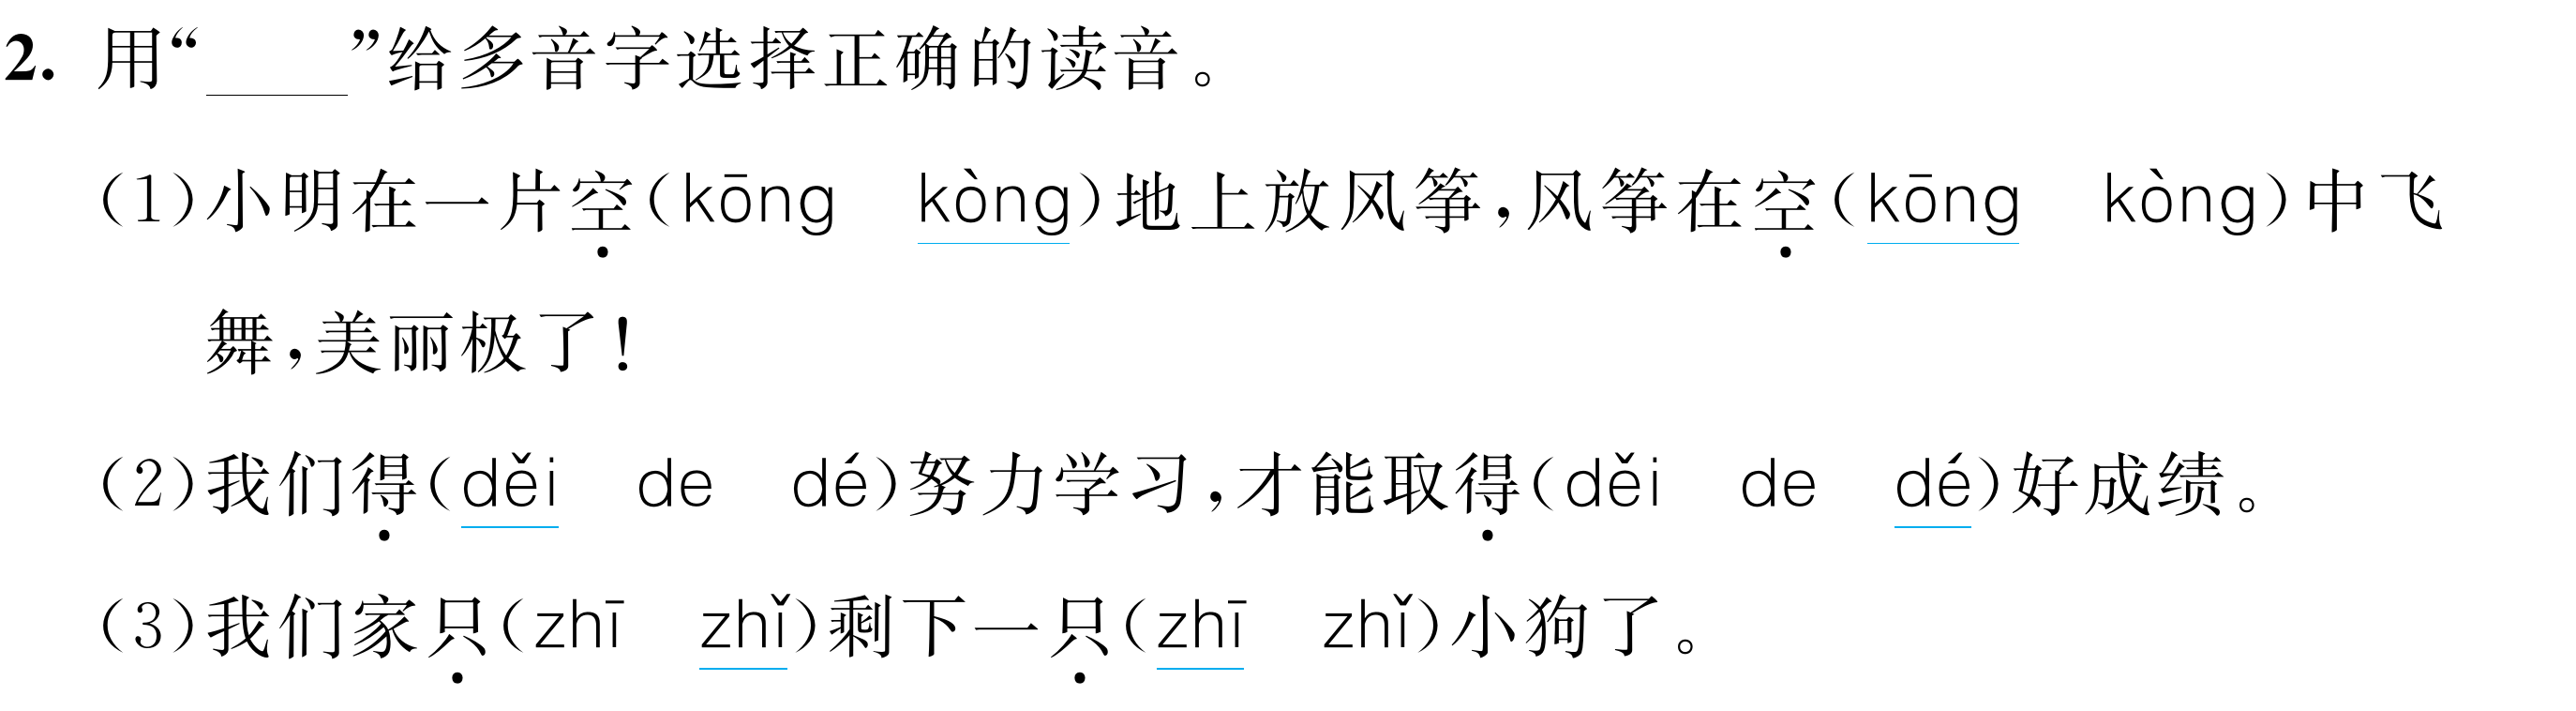 2. 用“____”给多音字选择正确的读音。
(1)小明在一片空(kōng kòng)地上放风筝,风筝在空(kōng kòng)中飞
舞,美丽极了!
(2)我们得(děi de dé)努力学习,才能取得(děi de dé)好成绩。
(3)我们家只(zhī zhǐ)剩下一只(zhī zhǐ)小狗了。